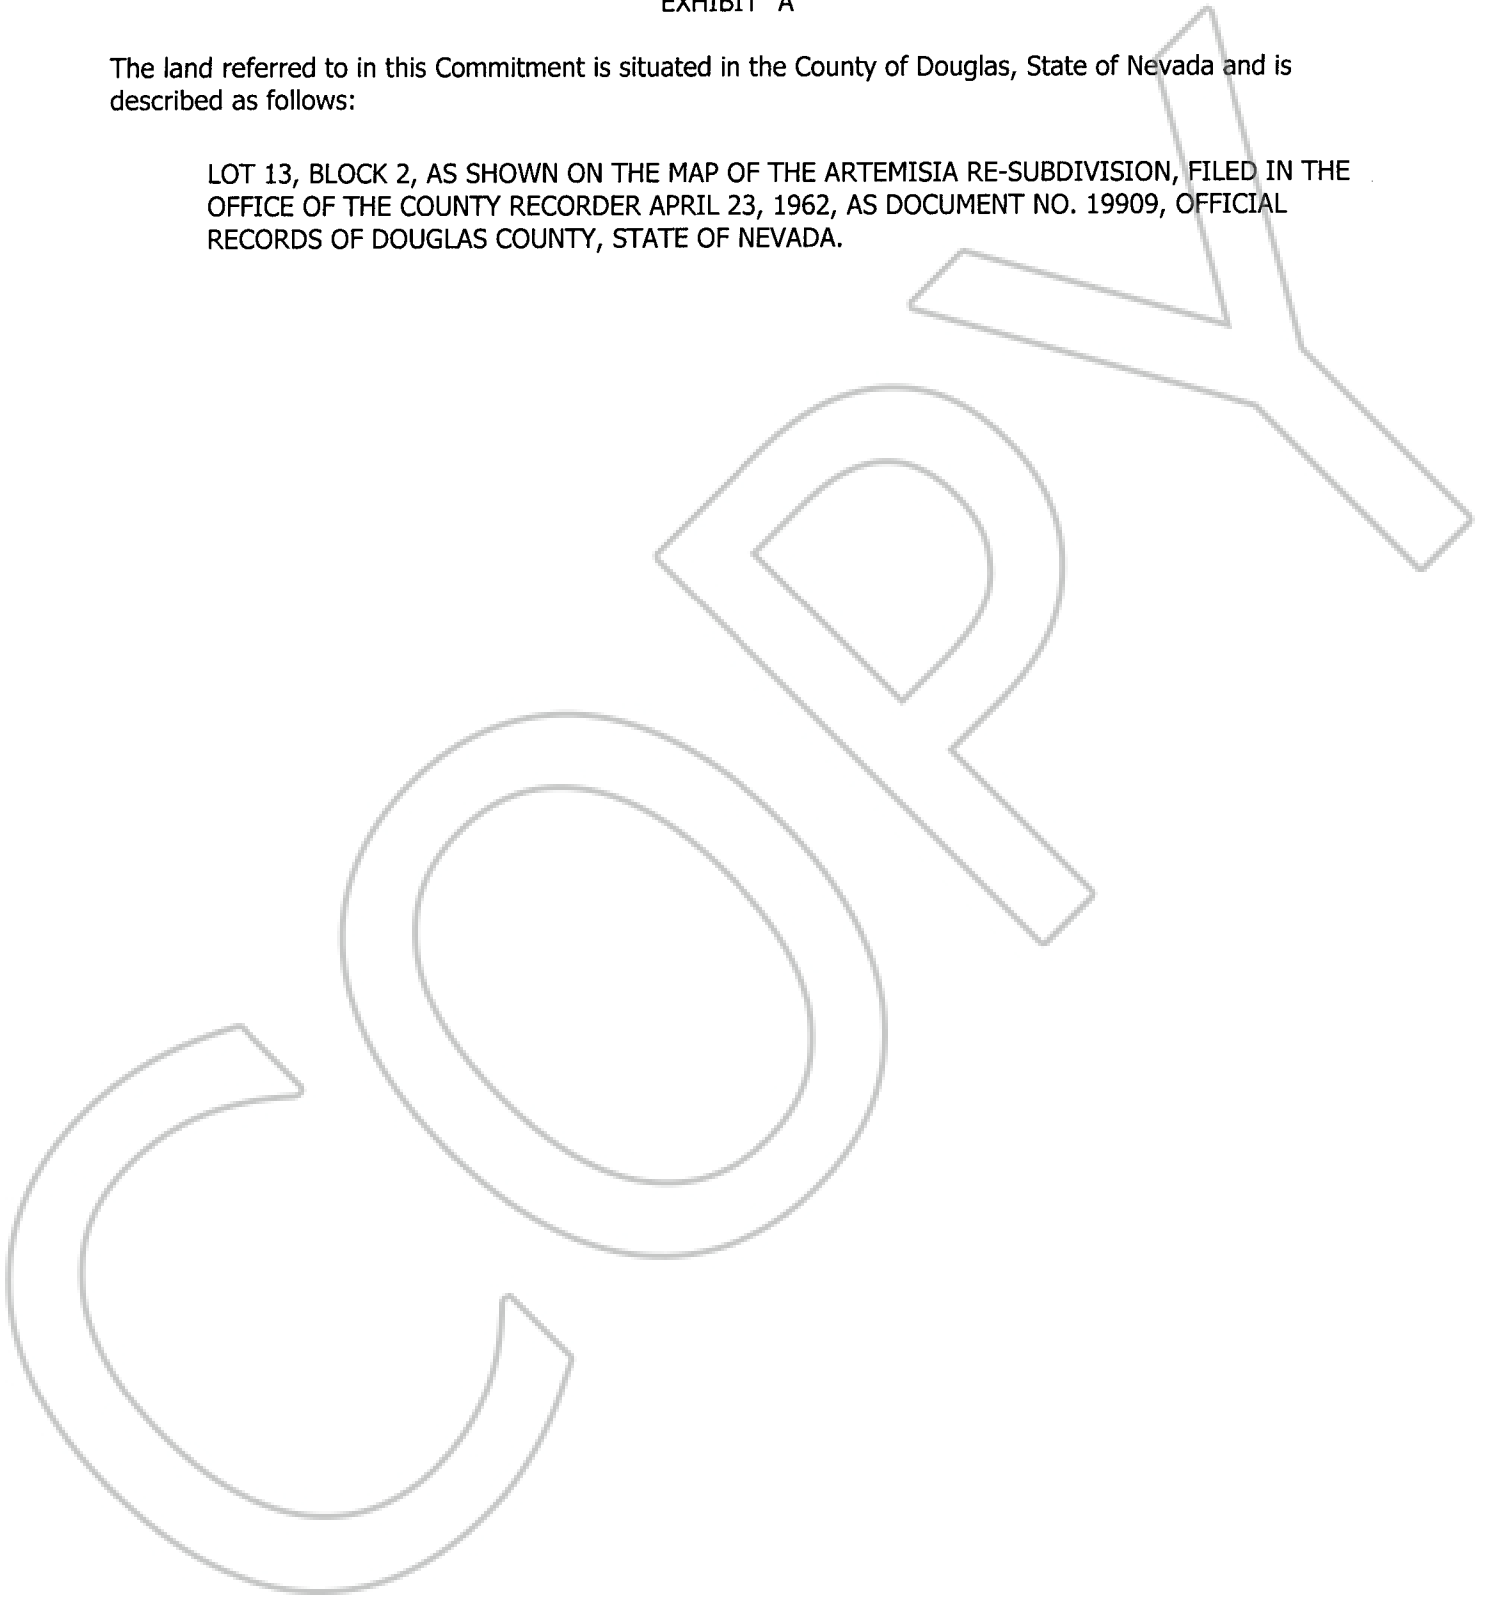 EXHIBIT "A"
The land referred to in this Commitment is situated in the County of Douglas, State of Nevada and is
described as follows:
LOT 13, BLOCK 2, AS SHOWN ON THE MAP OF THE ARTEMISIA RE-SUBDIVISION, FILED IN THE
OFFICE OF THE COUNTY RECORDER APRIL 23, 1962, AS DOCUMENT NO. 19909, OFFICIAL
RECORDS OF DOUGLAS COUNTY, STATE OF NEVADA.
COPY